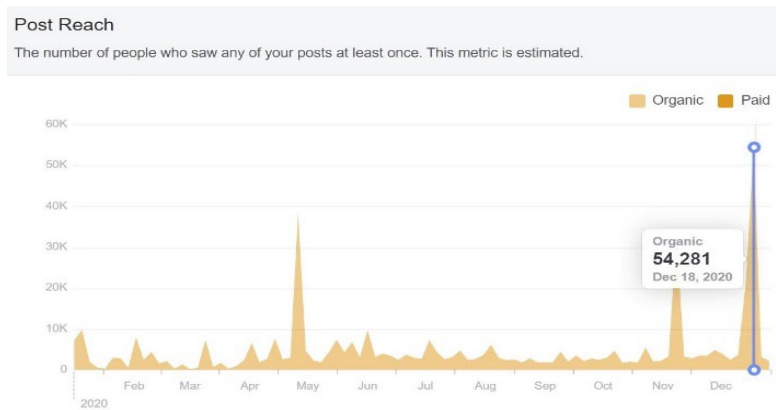 Post Reach
The number of people who saw any of your posts at least once. This metric is estimated.
Organic Paid
60K
50K
40K
30K
20K
10K
0
Organic
54,281
Dec 18, 2020
Feb Mar Apr May Jun Jul Aug Sep Oct Nov Dec
2020